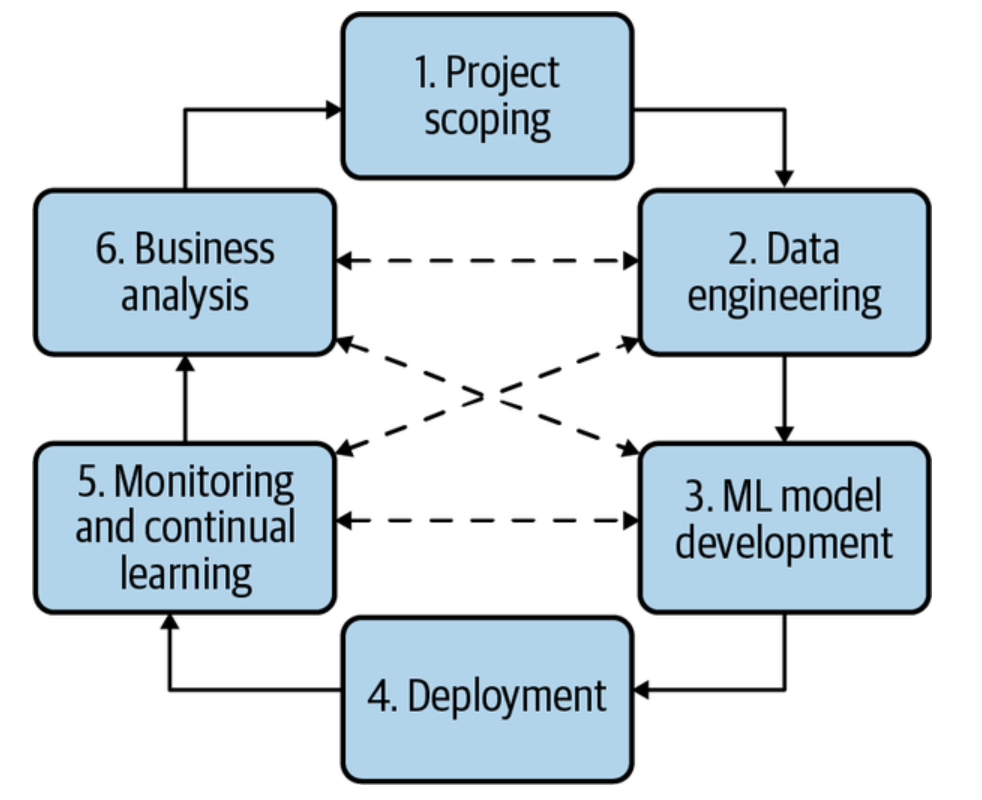 1. Project
scoping
2. Data
engineering
3. ML model
development
4. Deployment
5. Monitoring
and continual
learning
6. Business
analysis